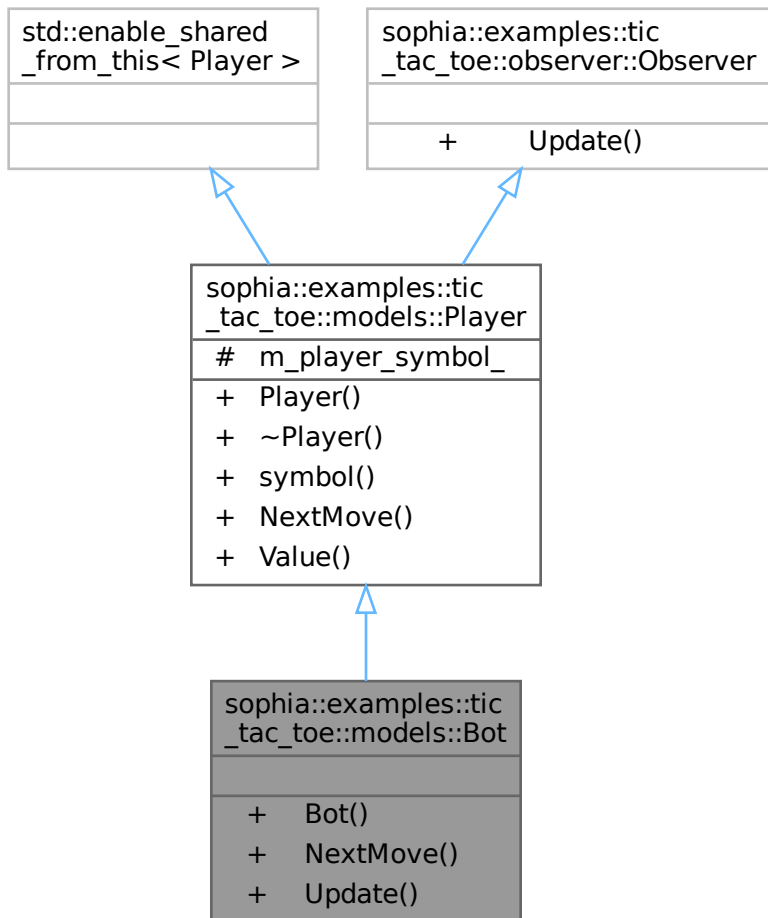 std::enable_shared
_from_this< Player >
sophia::examples::tic
_tac_toe::observer::Observer
+ Update()
sophia::examples::tic
_tac_toe::models::Player
# m_player_symbol_
+ Player()
+ ~Player()
+ symbol()
+ NextMove()
+ Value()
sophia::examples::tic
_tac_toe::models::Bot
+ Bot()
+ NextMove()
+ Update()